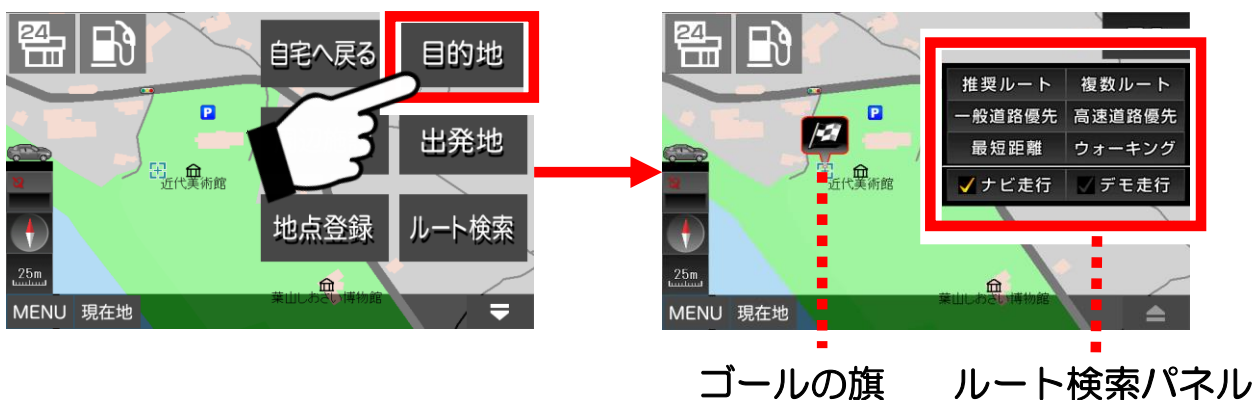 24
自宅へ戻る 目的地
P
出発地
近代美術館
地点登録 ルート検索
25m
葉山しおさい博物館
MENU 現在地
24
推奨ルート 複数ルート
P
一般道路優先 高速道路優先
最短距離 ウォーキング
近代美術館
ナビ走行 デモ走行
25m
葉山しおさい博物館
MENU 現在地
ゴールの旗 ルート検索パネル